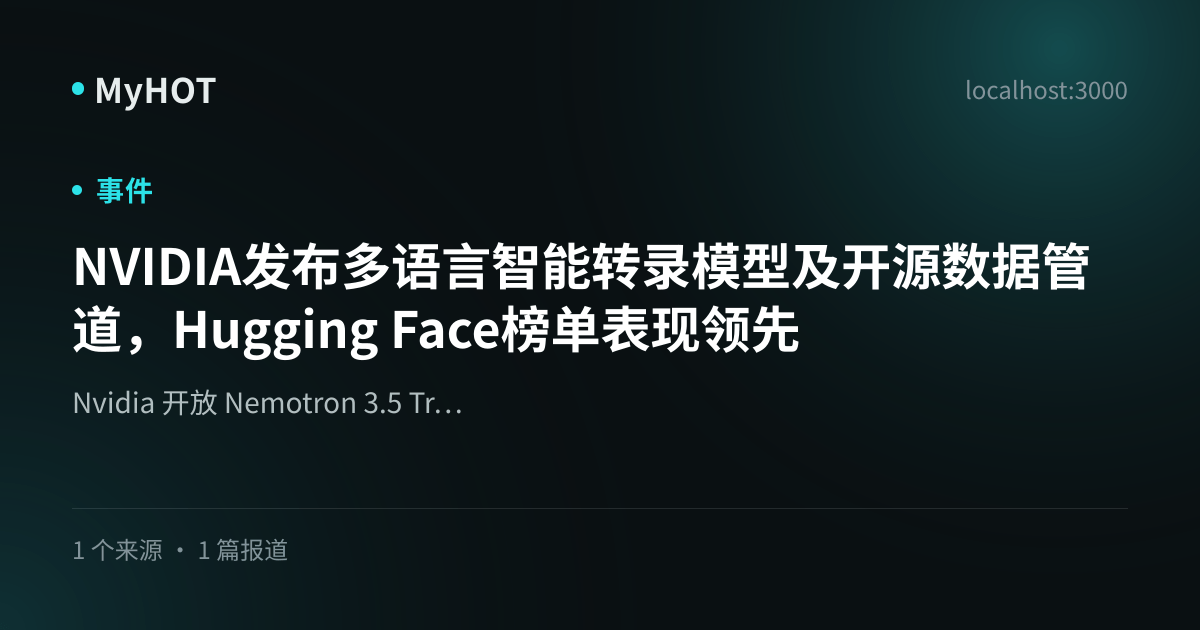 MyHOT
localhost:3000
事件
NVIDIA发布多语言智能转录模型及开源数据管
道，Hugging Face榜单表现领先
Nvidia 开放 Nemotron 3.5 Tr…
1 个来源 · 1 篇报道